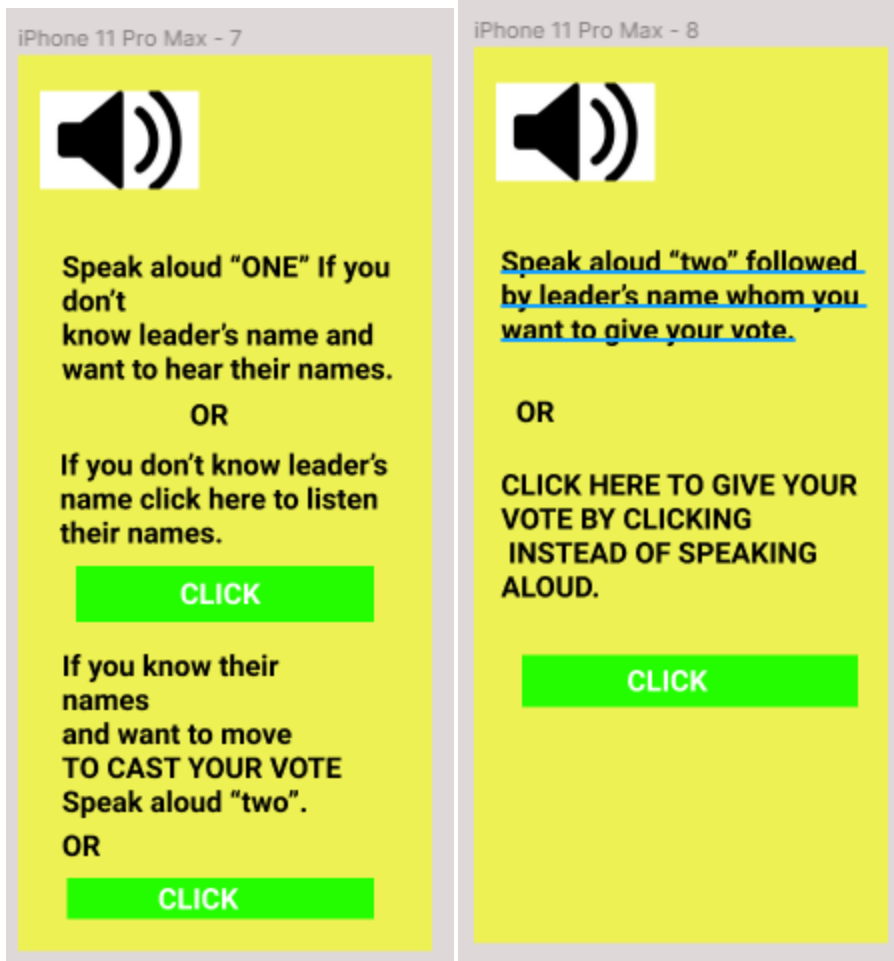 iPhone 11 Pro Max - 7
Speak aloud “ONE” If you
don’t
know leader’s name and
want to hear their names.
OR
If you don’t know leader’s
name click here to listen
their names.
CLICK
If you know their
names
and want to move
TO CAST YOUR VOTE
Speak aloud “two”.
OR
CLICK
iPhone 11 Pro Max - 8
Speak aloud “two” followed
by leader’s name whom you
want to give your vote.
OR
CLICK HERE TO GIVE YOUR
VOTE BY CLICKING
INSTEAD OF SPEAKING
ALOUD.
CLICK